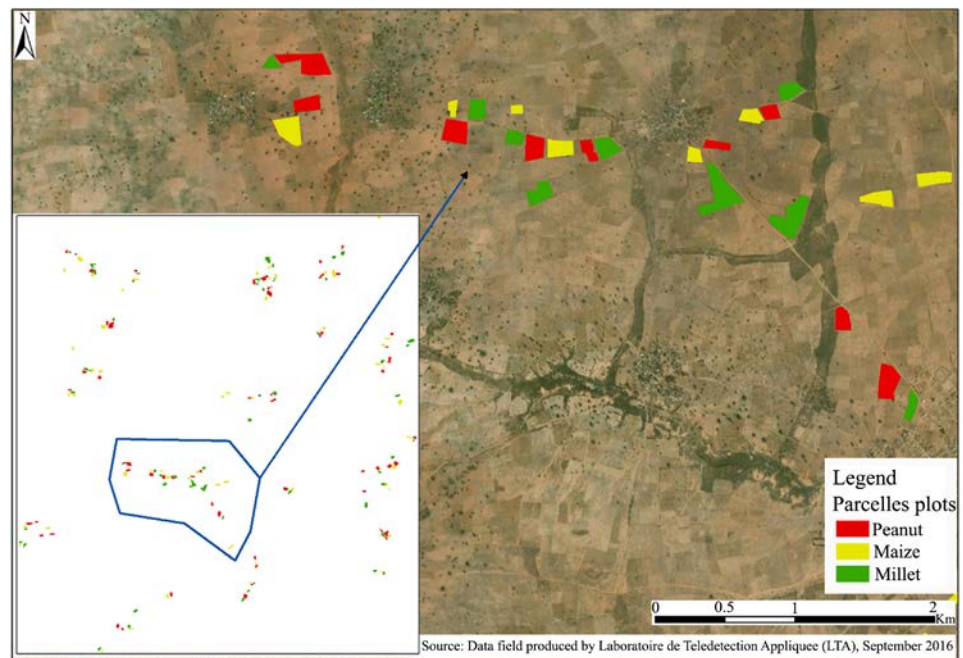 N
Legend
Parcelles plots
Peanut
Maize
Millet
0 0.5 1 2
Km
Source: Data field produced by Laboratoire de Teledetection Appliquee (LTA), September 2016